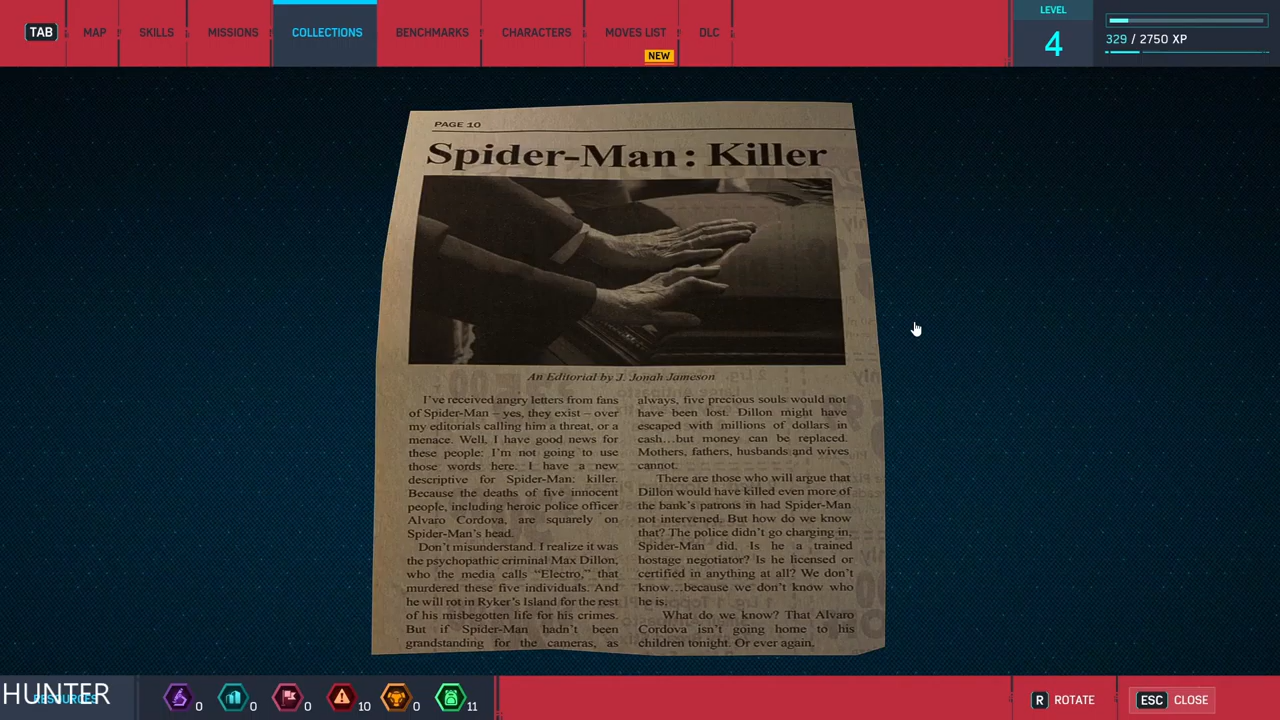 TAB MAP SKILLS MISSIONS COLLECTIONS BENCHMARKS CHARACTERS MOVES LIST DLC
NEW
LEVEL
4
329 / 2750 XP
PAGE 10
Spider-Man: Killer
An Editorial by J. Jonah Jameson
I've received angry letters from fans
of Spider-Man – yes, they exist – over
my editorials calling him a threat, or a
menace. Well, I have good news for
these people: I'm not going to use
those words here. I have a new
descriptive for Spider-Man: killer.
Because the deaths of five innocent
people, including heroic police officer
Alvaro Cordova, are squarely on
Spider-Man's head.
Don't misunderstand. I realize it was
the psychopathic criminal Max Dillon,
who the media calls "Electro," that
murdered these five individuals. And
he will rot in Ryker's Island for the rest
of his misbegotten life for his crimes.
But if Spider-Man hadn't been
grandstanding for the cameras, as
always, five precious souls would not
have been lost. Dillon might have
escaped with millions of dollars in
cash…but money can be replaced.
Mothers, fathers, husbands and wives
cannot.
There are those who will argue that
Dillon would have killed even more of
the bank's patrons in had Spider-Man
not intervened. But how do we know
that? The police didn't go charging in.
Spider-Man did. Is he a trained
hostage negotiator? Is he licensed or
certified in anything at all? We don't
know…because we don't know who
he is.
What do we know? That Alvaro
Cordova isn't going home to his
children tonight. Or ever again.
HUNTER
0 0 0 10 0 11
R ROTATE
ESC CLOSE